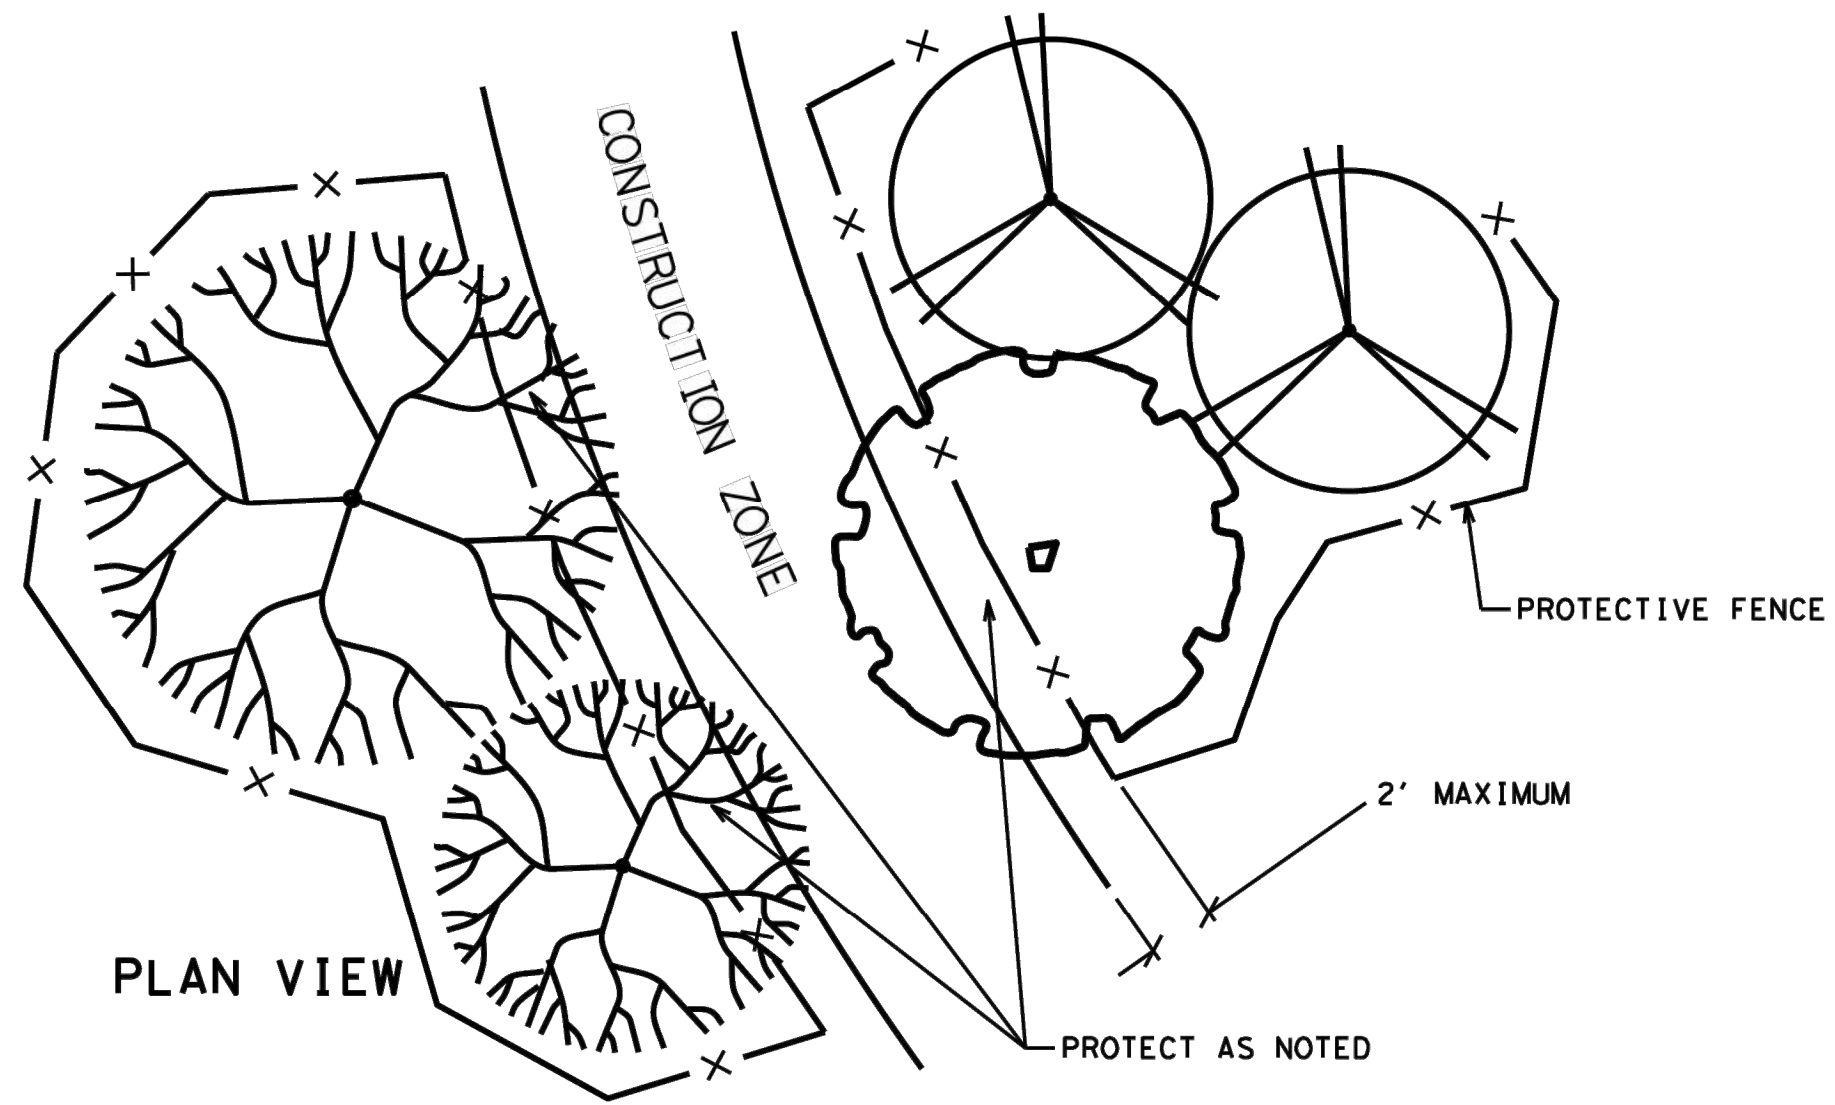 CONSTRUCTION ZONE
PROTECTIVE FENCE
2' MAXIMUM
PLAN VIEW
PROTECT AS NOTED